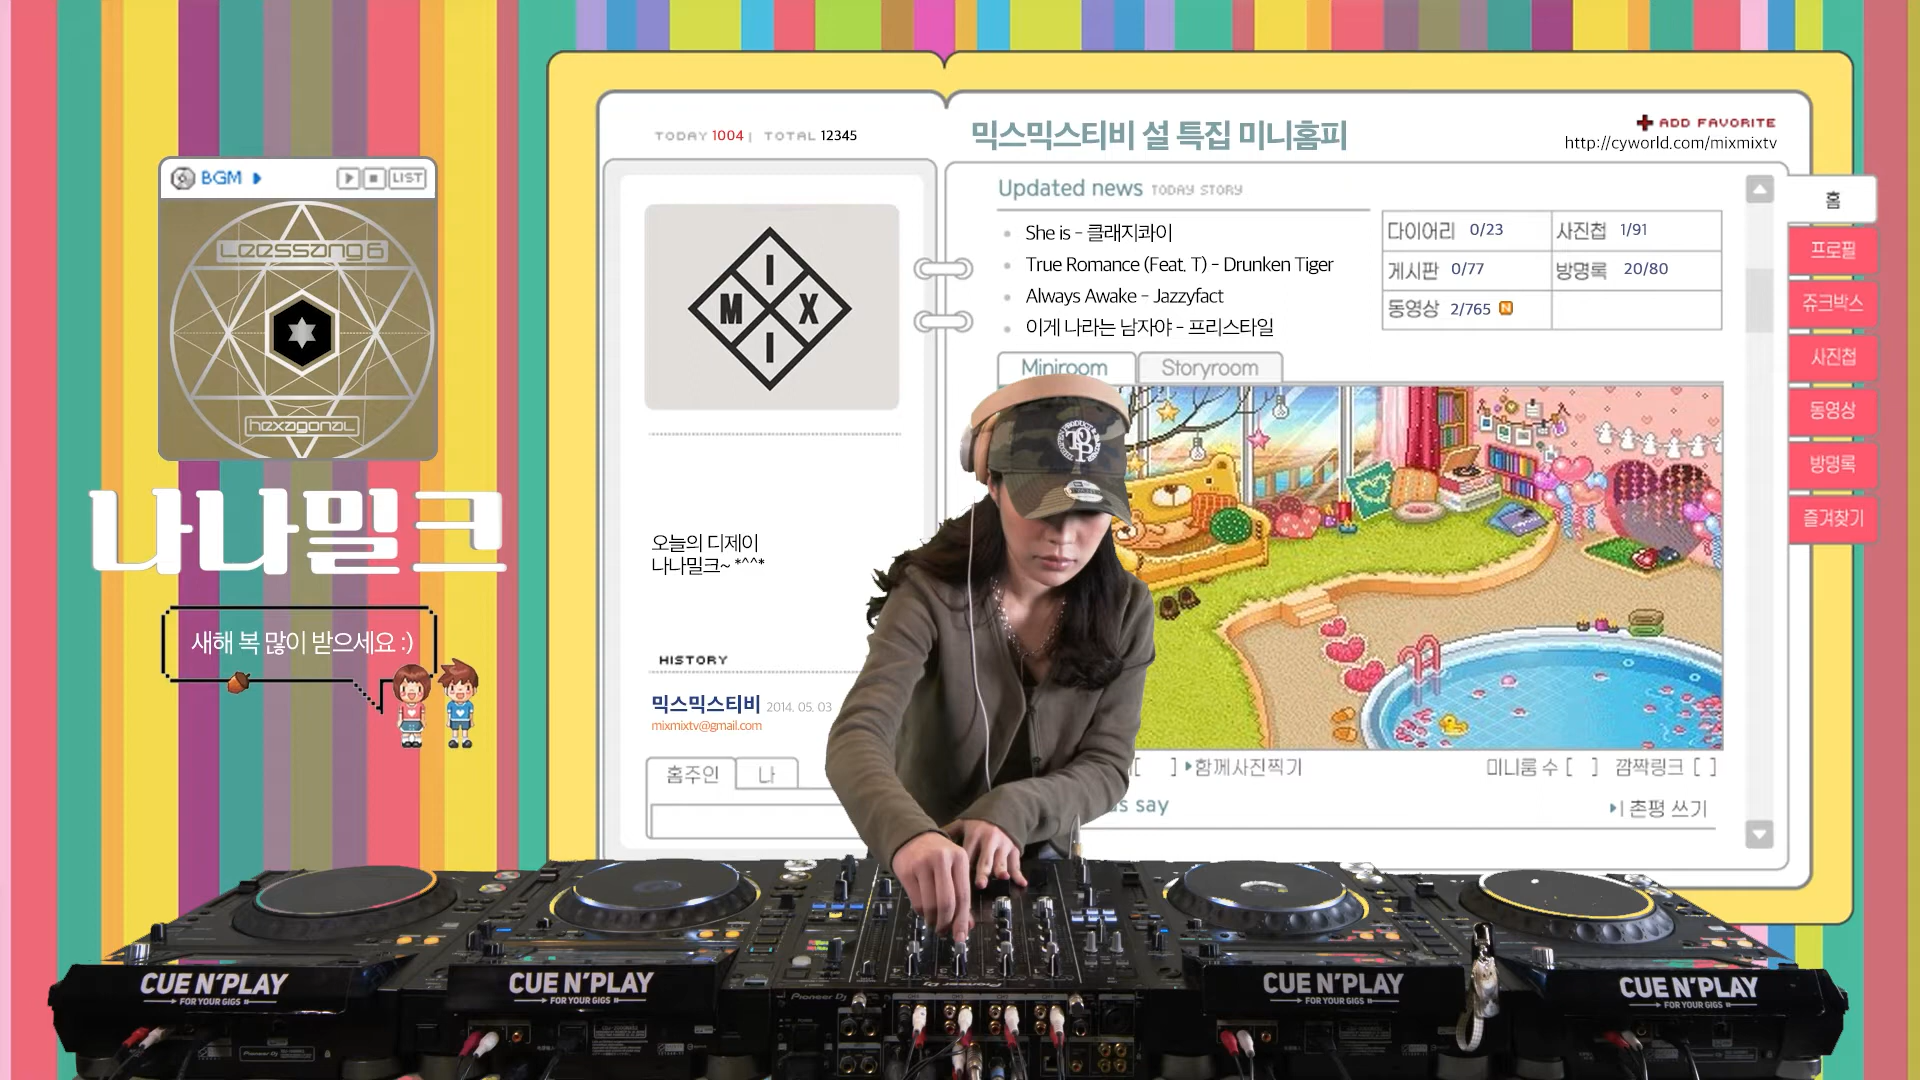 BGM
LIST
Leessang6
hexagonal
나나밀크
새해 복 많이 받으세요 :)
TODAY 1004 | TOTAL 12345
믹스믹스티비 설 특집 미니홈피
ADD FAVORITE
http://cyworld.com/mixmixtv
I
M X
I
오늘의 디제이
나나밀크~ *^^*
HISTORY
믹스믹스티비 2014. 05. 03
mixmixtv@gmail.com
홈주인 나
Updated news TODAY STORY
She is - 클래지콰이
True Romance (Feat. T) - Drunken Tiger
Always Awake - Jazzyfact
이게 나라는 남자야 - 프리스타일
다이어리 0/23 사진첩 1/91
게시판 0/77 방명록 20/80
동영상 2/765 N
Miniroom Storyroom
[ ] 함께사진찍기 미니룸 수 [ ] 깜짝링크 [ ]
say
촌평 쓰기
홈
프로필
쥬크박스
사진첩
동영상
방명록
즐겨찾기
CUE N'PLAY
FOR YOUR GIGS
CUE N'PLAY
FOR YOUR GIGS
CUE N'PLAY
FOR YOUR GIGS
CUE N'PLAY
FOR YOUR GIGS
Pioneer Dj